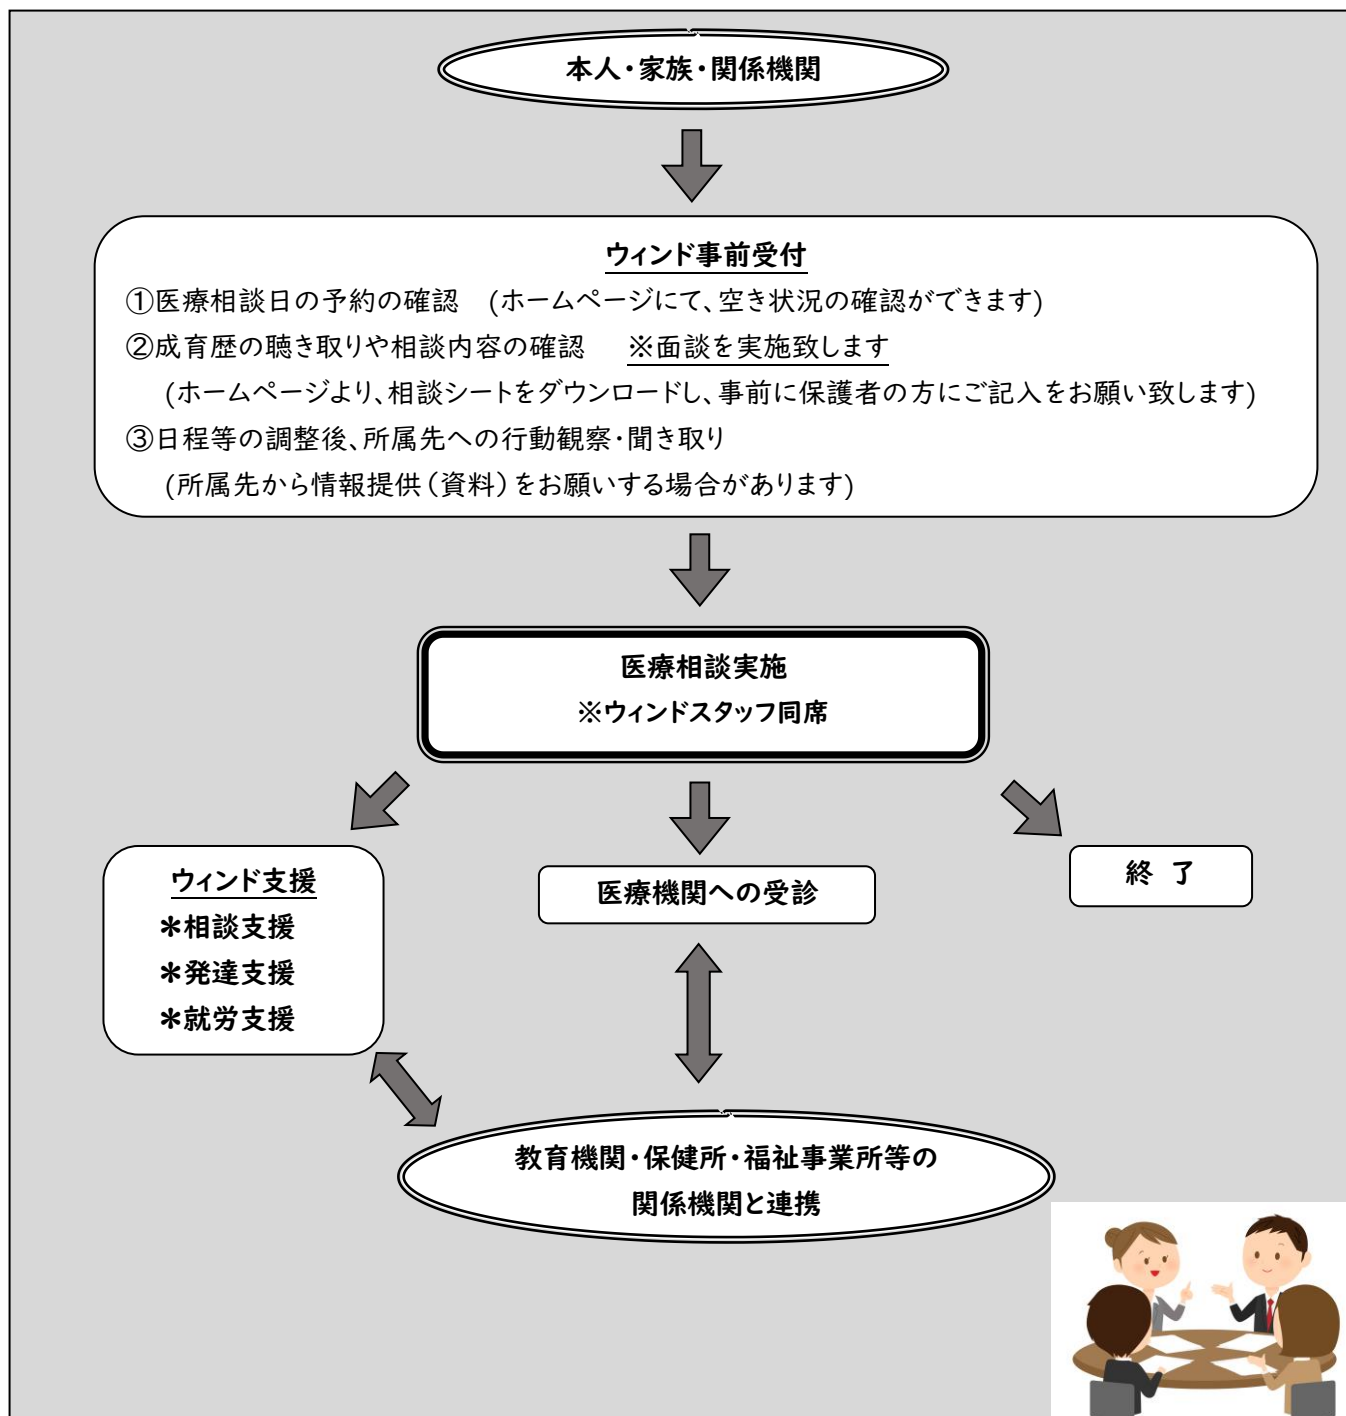 本人・家族・関係機関
ウィンド事前受付
①医療相談日の予約の確認　(ホームページにて、空き状況の確認ができます)
②成育歴の聴き取りや相談内容の確認　※面談を実施致します
(ホームページより、相談シートをダウンロードし、事前に保護者の方にご記入をお願い致します)
③日程等の調整後、所属先への行動観察・聞き取り
(所属先から情報提供（資料）をお願いする場合があります)
医療相談実施
※ウィンドスタッフ同席
ウィンド支援
＊相談支援
＊発達支援
＊就労支援
医療機関への受診
終 了
教育機関・保健所・福祉事業所等の
関係機関と連携